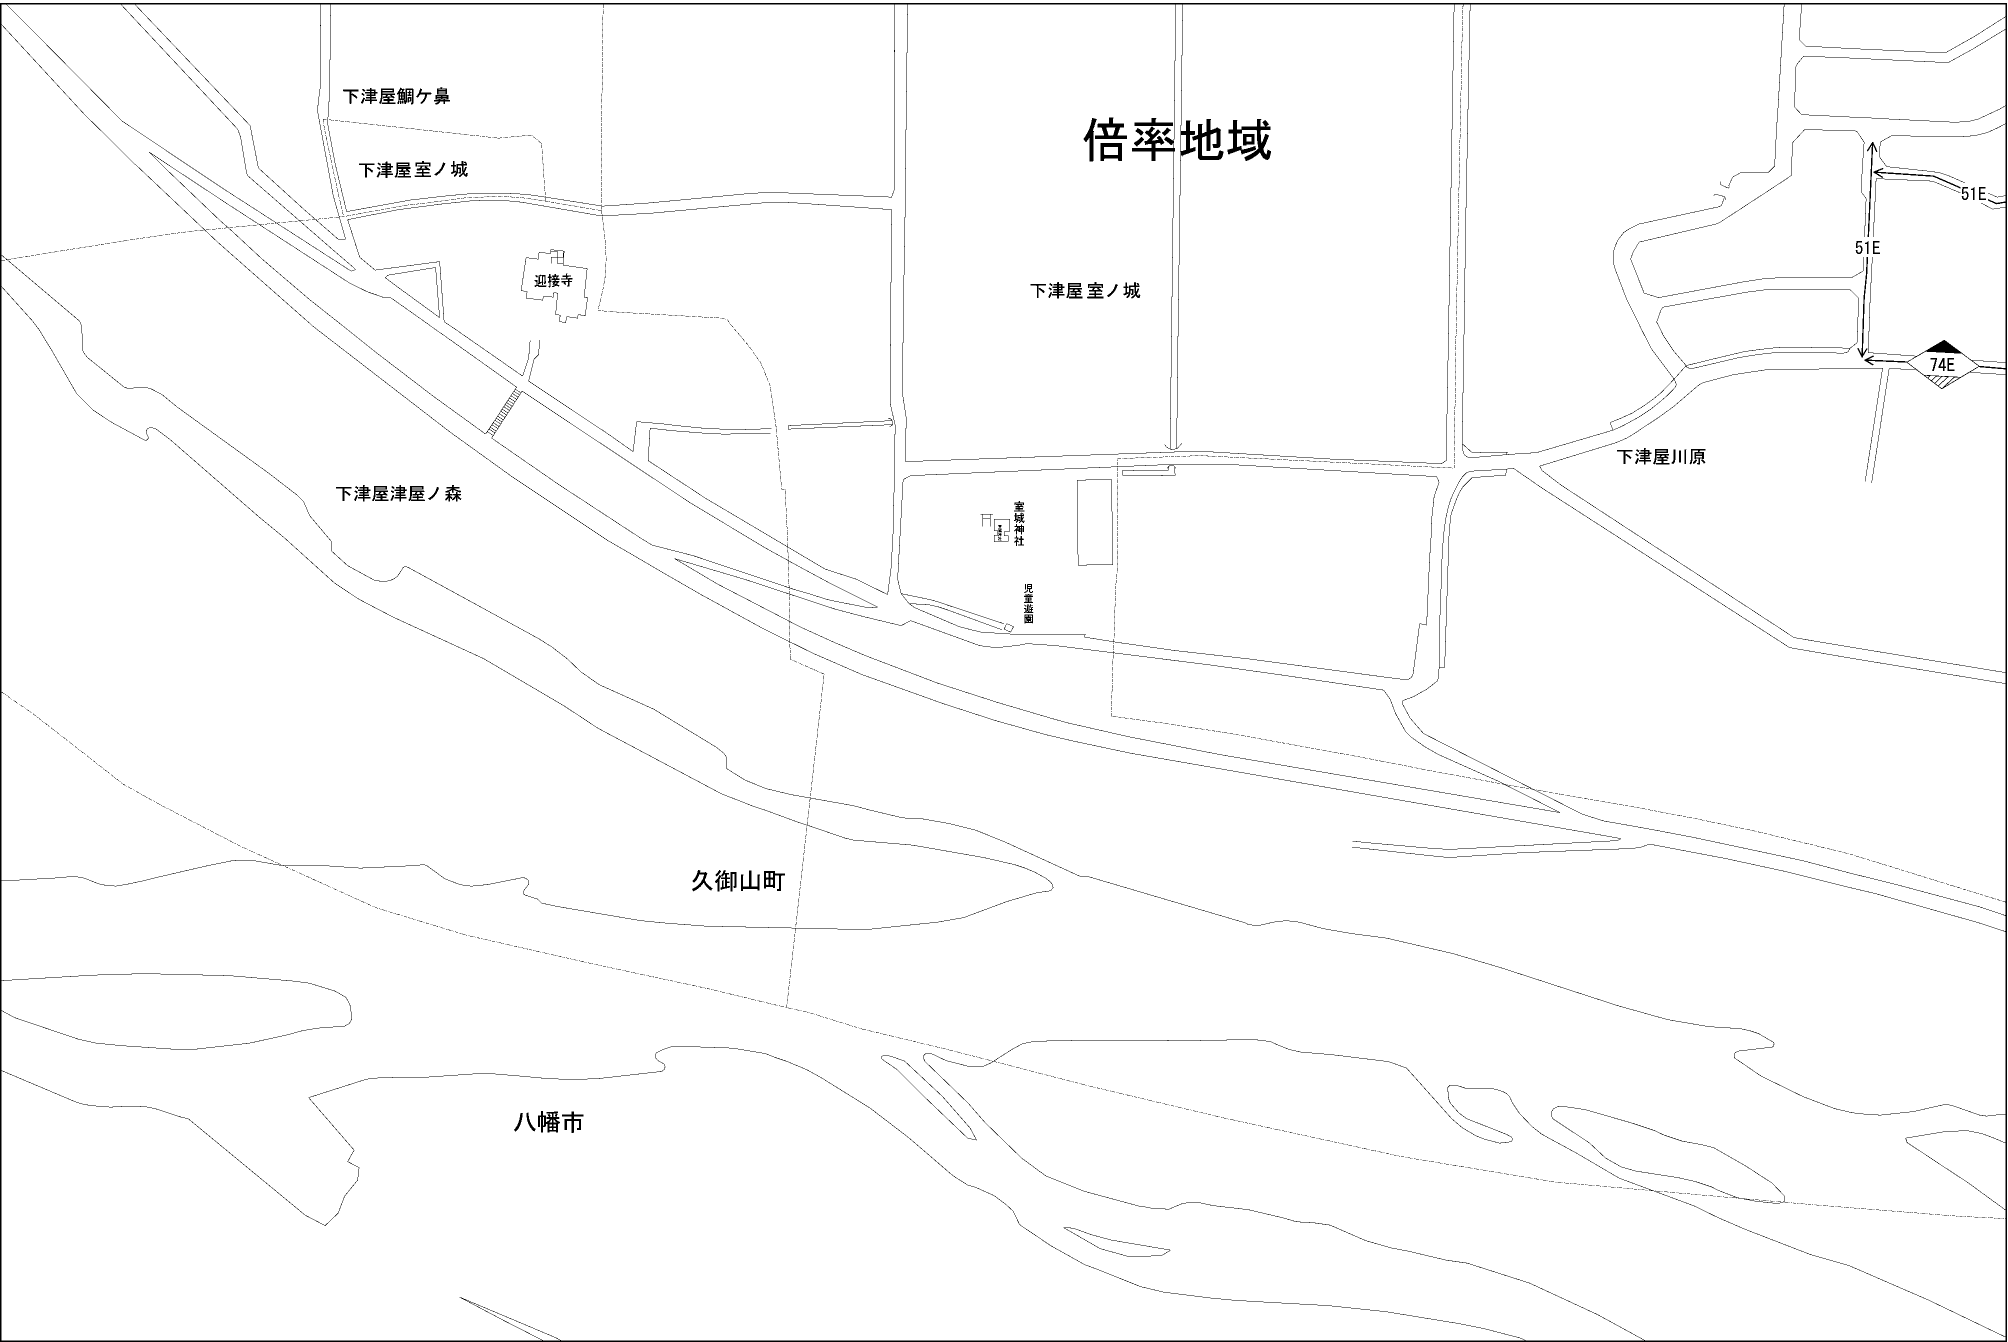 下津屋鯛ケ鼻
倍率地域
下津屋室ノ城
51E
51E
迎接寺
下津屋室ノ城
74E
下津屋川原
下津屋津屋ノ森
室城神社
児童遊園
久御山町
八幡市